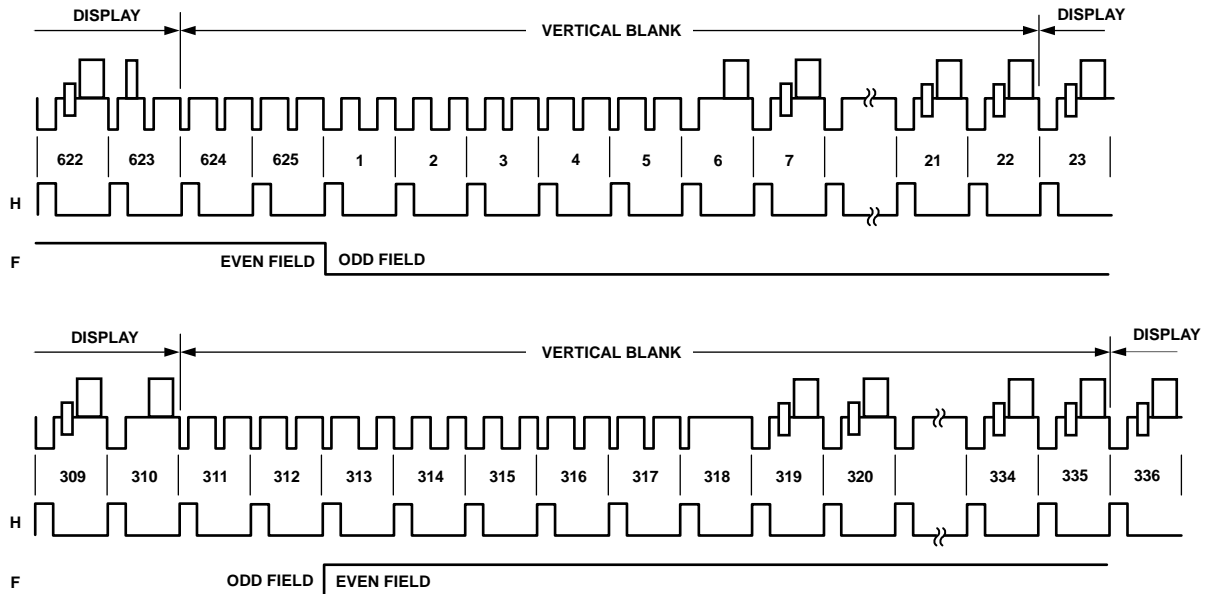 DISPLAY VERTICAL BLANK DISPLAY
622 623 624 625 1 2 3 4 5 6 7 21 22 23
H
F EVEN FIELD ODD FIELD
DISPLAY VERTICAL BLANK DISPLAY
309 310 311 312 313 314 315 316 317 318 319 320 334 335 336
H
F ODD FIELD EVEN FIELD